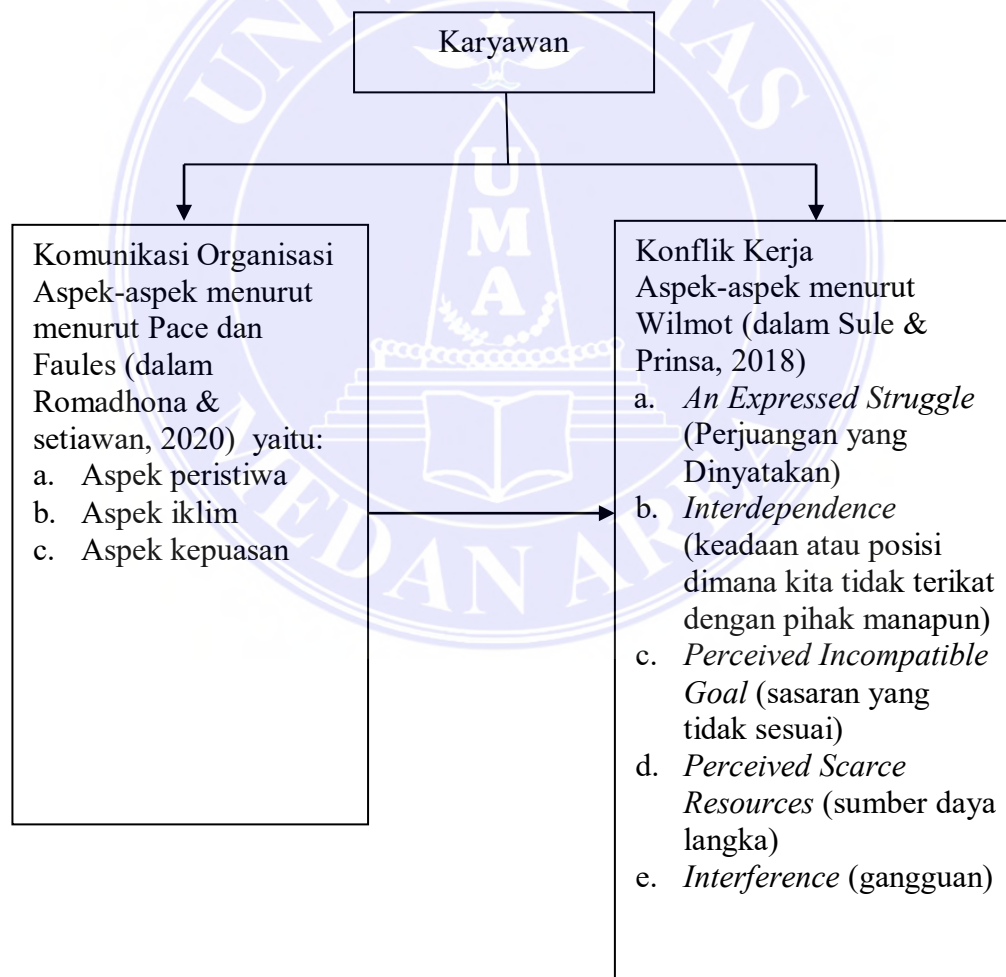 Karyawan
Komunikasi Organisasi
Aspek-aspek menurut
menurut Pace dan
Faules (dalam
Romadhona &
setiawan, 2020) yaitu:
a. Aspek peristiwa
b. Aspek iklim
c. Aspek kepuasan
Konflik Kerja
Aspek-aspek menurut
Wilmot (dalam Sule &
Prinsa, 2018)
a. An Expressed Struggle
(Perjuangan yang
Dinyatakan)
b. Interdependence
(keadaan atau posisi
dimana kita tidak terikat
dengan pihak manapun)
c. Perceived Incompatible
Goal (sasaran yang
tidak sesuai)
d. Perceived Scarce
Resources (sumber daya
langka)
e. Interference (gangguan)
UMA
MEDAN AREA